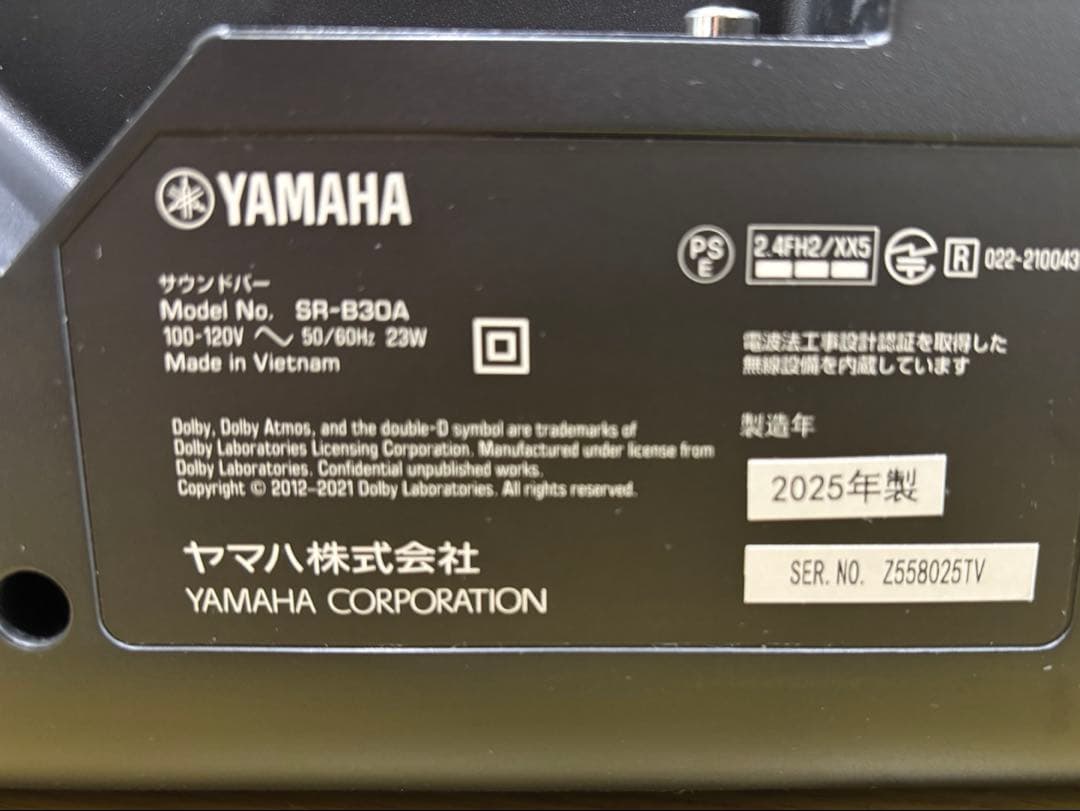 YAMAHA
サウンドバー
Model No. SR-B30A
100-120V 〜 50/60Hz 23W
Made in Vietnam
Dolby, Dolby Atmos, and the double-D symbol are trademarks of
Dolby Laboratories Licensing Corporation. Manufactured under license from
Dolby Laboratories. Confidential unpublished works.
Copyright © 2012–2021 Dolby Laboratories. All rights reserved.
ヤマハ株式会社
YAMAHA CORPORATION
PSE
2.4FH2/XX5
R 022-210043
電波法工事設計認証を取得した
無線設備を内蔵しています
製造年
2025年製
SER. NO. Z558025TV